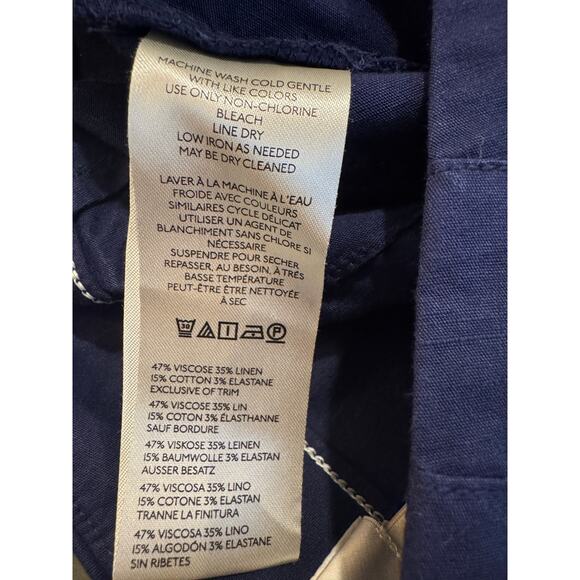 MACHINE WASH COLD GENTLE
WITH LIKE COLORS
USE ONLY NON-CHLORINE
BLEACH
LINE DRY
LOW IRON AS NEEDED
MAY BE DRY CLEANED
LAVER À LA MACHINE À L'EAU
FROIDE AVEC COULEURS
SIMILAIRES CYCLE DÉLICAT
UTILISER UN AGENT DE
BLANCHIMENT SANS CHLORE SI
NÉCESSAIRE
SUSPENDRE POUR SECHER
REPASSER, AU BESOIN, À TRÉS
BASSE TEMPÉRATURE
PEUT-ÊTRE ÊTRE NETTOYÉE
À SEC
30 P
47% VISCOSE 35% LINEN
15% COTTON 3% ELASTANE
EXCLUSIVE OF TRIM
47% VISCOSE 35% LIN
15% COTON 3% ÉLASTHANNE
SAUF BORDURE
47% VISKOSE 35% LEINEN
15% BAUMWOLLE 3% ELASTAN
AUSSER BESATZ
47% VISCOSA 35% LINO
15% COTONE 3% ELASTAN
TRANNE LA FINITURA
47% VISCOSA 35% LINO
15% ALGODÓN 3% ELASTANE
SIN RIBETES